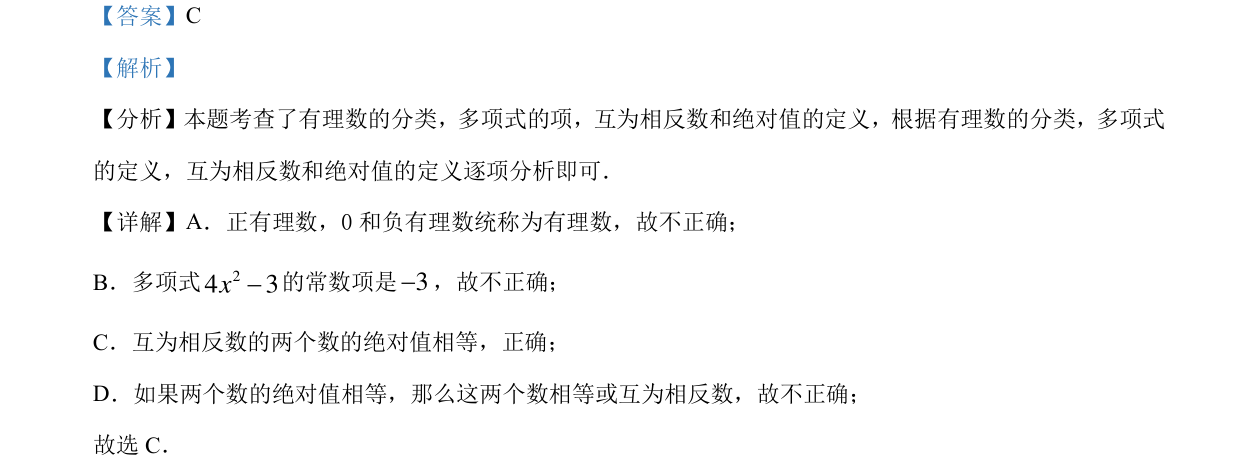 【答案】C
【解析】
【分析】本题考查了有理数的分类，多项式的项，互为相反数和绝对值的定义，根据有理数的分类，多项式
的定义，互为相反数和绝对值的定义逐项分析即可．
【详解】A．正有理数，0 和负有理数统称为有理数，故不正确；
B．多项式 4x² − 3 的常数项是 −3，故不正确；
C．互为相反数的两个数的绝对值相等，正确；
D．如果两个数的绝对值相等，那么这两个数相等或互为相反数，故不正确；
故选 C．